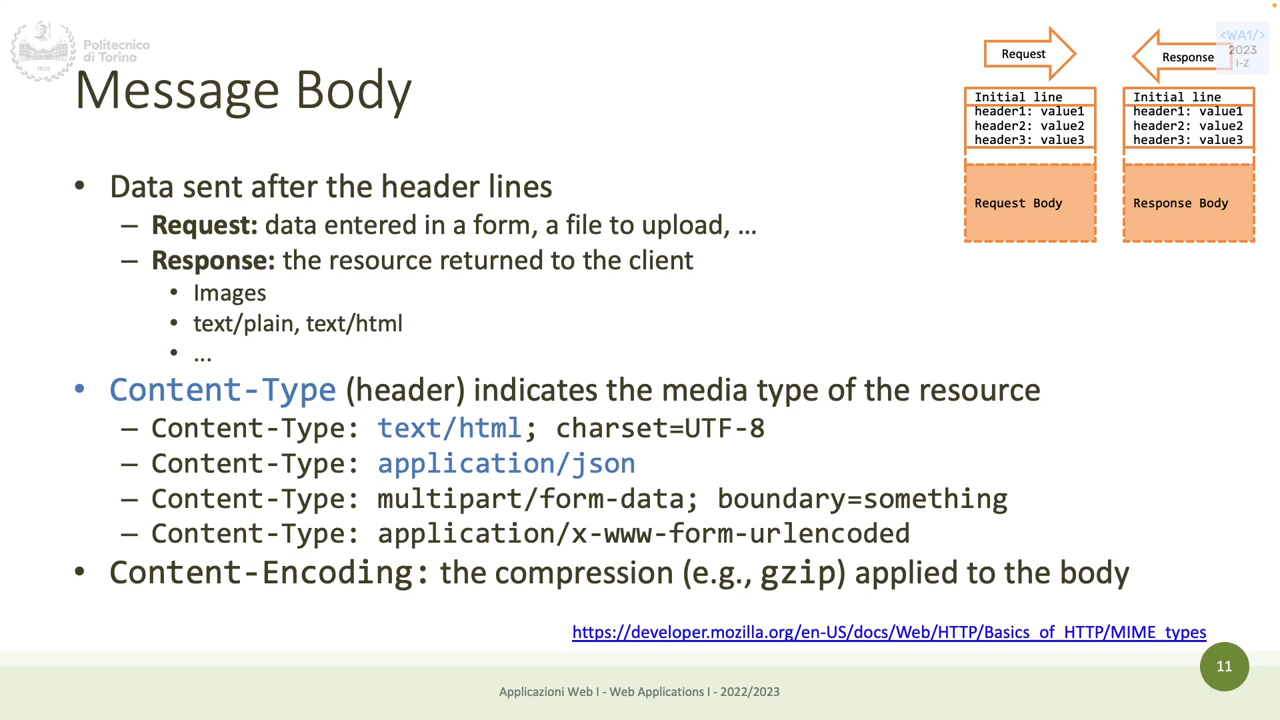 Politecnico
di Torino
<WA1/>
2023
I-Z
Message Body
Request
Response
Initial line
header1: value1
header2: value2
header3: value3
Request Body
Initial line
header1: value1
header2: value2
header3: value3
Response Body
• Data sent after the header lines
– Request: data entered in a form, a file to upload, …
– Response: the resource returned to the client
• Images
• text/plain, text/html
• ...
• Content-Type (header) indicates the media type of the resource
– Content-Type: text/html; charset=UTF-8
– Content-Type: application/json
– Content-Type: multipart/form-data; boundary=something
– Content-Type: application/x-www-form-urlencoded
• Content-Encoding: the compression (e.g., gzip) applied to the body
https://developer.mozilla.org/en-US/docs/Web/HTTP/Basics_of_HTTP/MIME_types
11
Applicazioni Web I - Web Applications I - 2022/2023